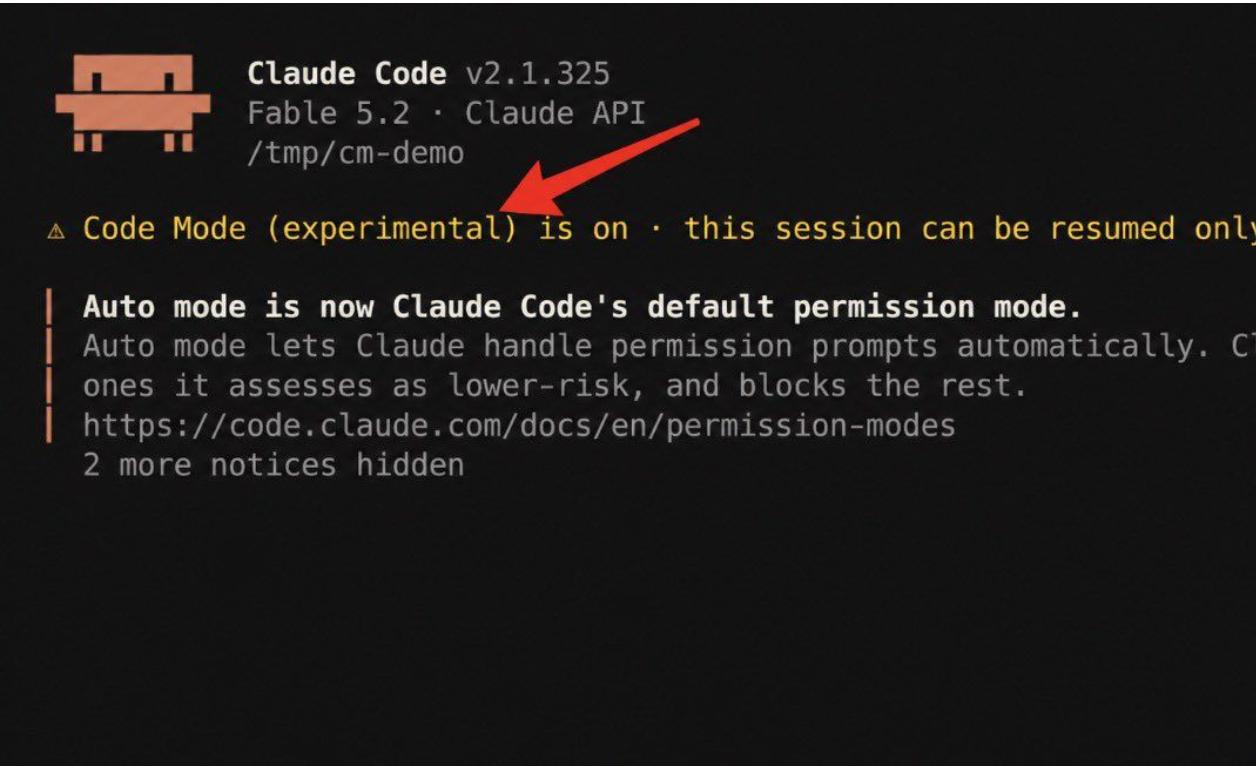 Claude Code v2.1.325
Fable 5.2 · Claude API
/tmp/cm-demo
⚠ Code Mode (experimental) is on · this session can be resumed only
Auto mode is now Claude Code's default permission mode.
Auto mode lets Claude handle permission prompts automatically.
ones it assesses as lower-risk, and blocks the rest.
https://code.claude.com/docs/en/permission-modes
2 more notices hidden